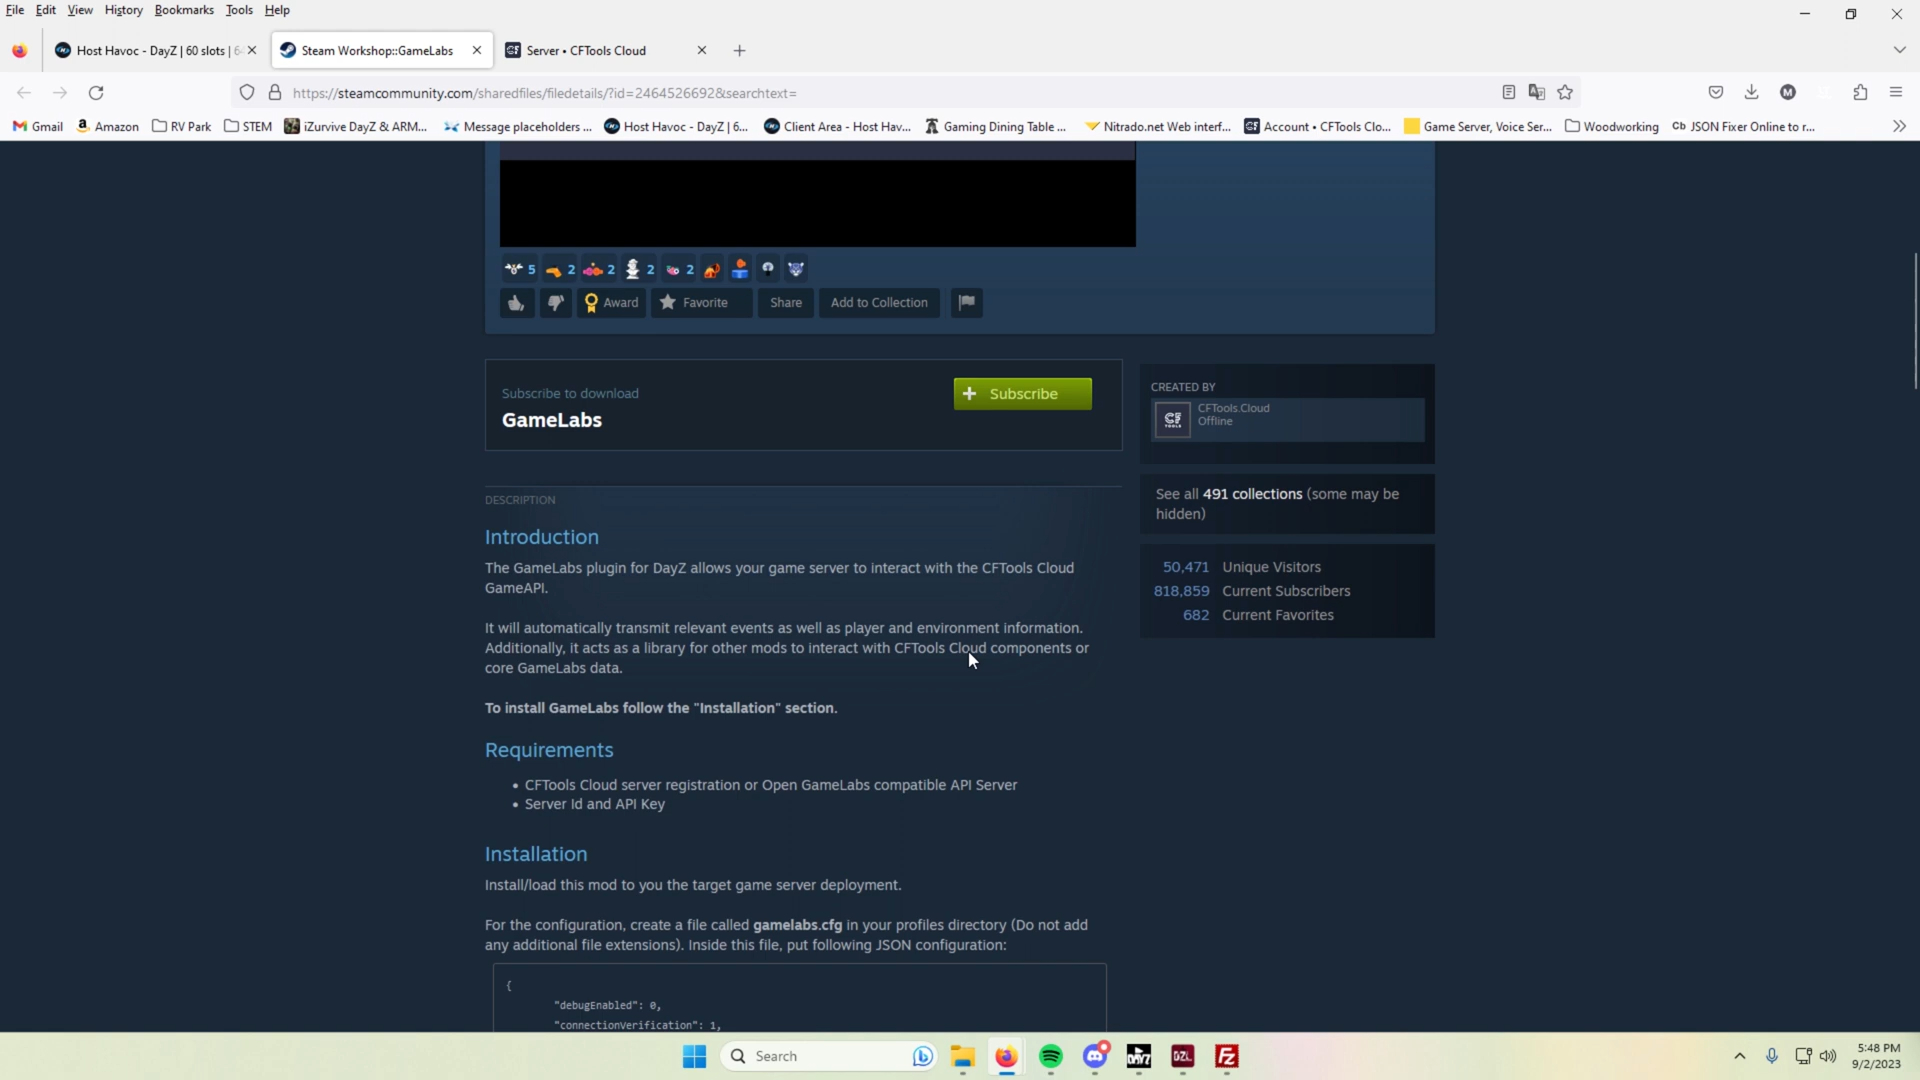 File Edit View History Bookmarks Tools Help
Host Havoc - DayZ | 60 slots | 6 Steam Workshop::GameLabs Server • CFTools Cloud
https://steamcommunity.com/sharedfiles/filedetails/?id=2464526692&searchtext=
Gmail Amazon RV Park STEM iZurvive DayZ & ARM... Message placeholders ... Host Havoc - DayZ | 6... Client Area - Host Hav... Gaming Dining Table ... Nitrado.net Web interf... Account • CFTools Clo... Game Server, Voice Ser... Woodworking JSON Fixer Online to r...
5 2 2 2 2
Award Favorite Share Add to Collection
Subscribe to download
GameLabs
Subscribe
CREATED BY
CFTools.Cloud
Offline
See all 491 collections (some may be
hidden)
50,471 Unique Visitors
818,859 Current Subscribers
682 Current Favorites
DESCRIPTION
Introduction
The GameLabs plugin for DayZ allows your game server to interact with the CFTools Cloud
GameAPI.
It will automatically transmit relevant events as well as player and environment information.
Additionally, it acts as a library for other mods to interact with CFTools Cloud components or
core GameLabs data.
To install GameLabs follow the "Installation" section.
Requirements
• CFTools Cloud server registration or Open GameLabs compatible API Server
• Server Id and API Key
Installation
Install/load this mod to you the target game server deployment.
For the configuration, create a file called gamelabs.cfg in your profiles directory (Do not add
any additional file extensions). Inside this file, put following JSON configuration:
{
"debugEnabled": 0,
"connectionVerification": 1,
Search
5:48 PM
9/2/2023